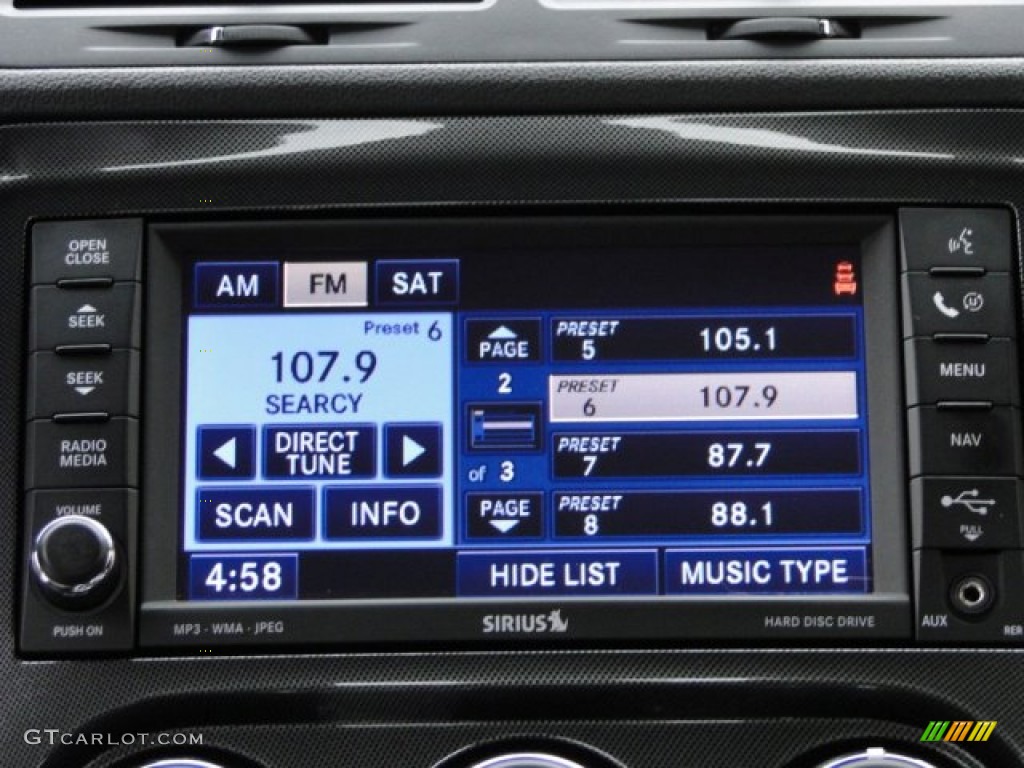 OPEN
CLOSE
SEEK
SEEK
RADIO
MEDIA
VOLUME
PUSH ON
AM
FM
SAT
Preset 6
107.9
SEARCY
DIRECT
TUNE
SCAN
INFO
4:58
PAGE
2
of 3
PAGE
PRESET
5
105.1
PRESET
6
107.9
PRESET
7
87.7
PRESET
8
88.1
HIDE LIST
MUSIC TYPE
MP3 · WMA · JPEG
SIRIUS
HARD DISC DRIVE
MENU
NAV
PULL
AUX
RER
GTCARLOT.COM